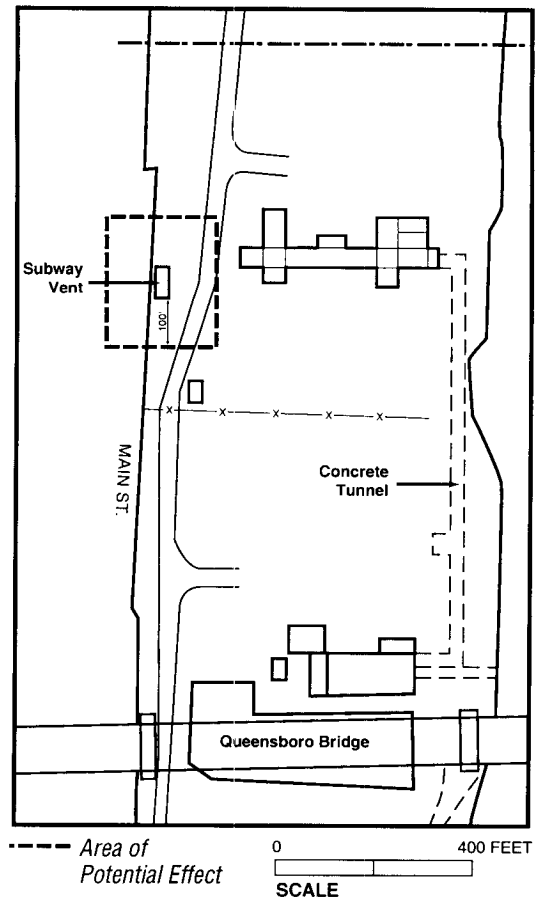 Subway
Vent
100'
MAIN ST.
x x x x x
Concrete
Tunnel
Queensboro Bridge
Area of
Potential Effect
0 400 FEET
SCALE